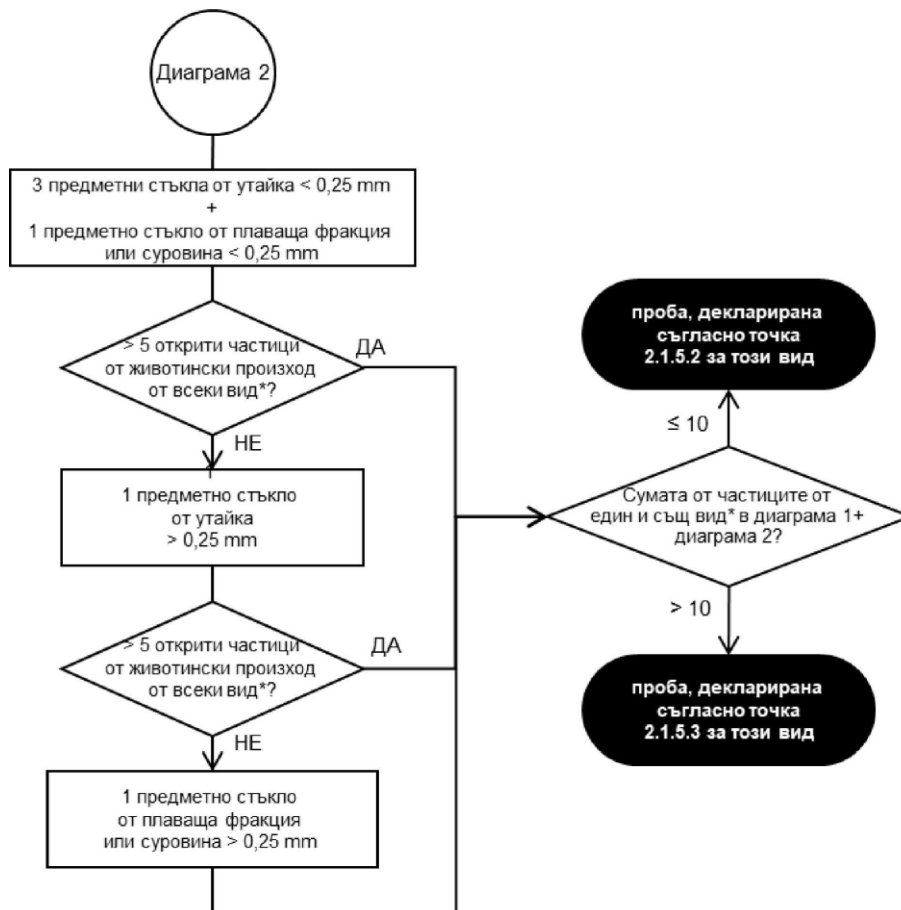 Диаграма 2
3 предметни стъкла от утайка < 0,25 mm
+
1 предметно стъкло от плаваща фракция
или суровина < 0,25 mm
> 5 открити частици
от животински произход
от всеки вид*?
ДА
НЕ
1 предметно стъкло
от утайка
> 0,25 mm
> 5 открити частици
от животински произход
от всеки вид*?
ДА
НЕ
1 предметно стъкло
от плаваща фракция
или суровина > 0,25 mm
проба, декларирана
съгласно точка
2.1.5.2 за този вид
≤ 10
Сумата от частиците от
един и същ вид* в диаграма 1+
диаграма 2?
> 10
проба, декларирана
съгласно точка
2.1.5.3 за този вид